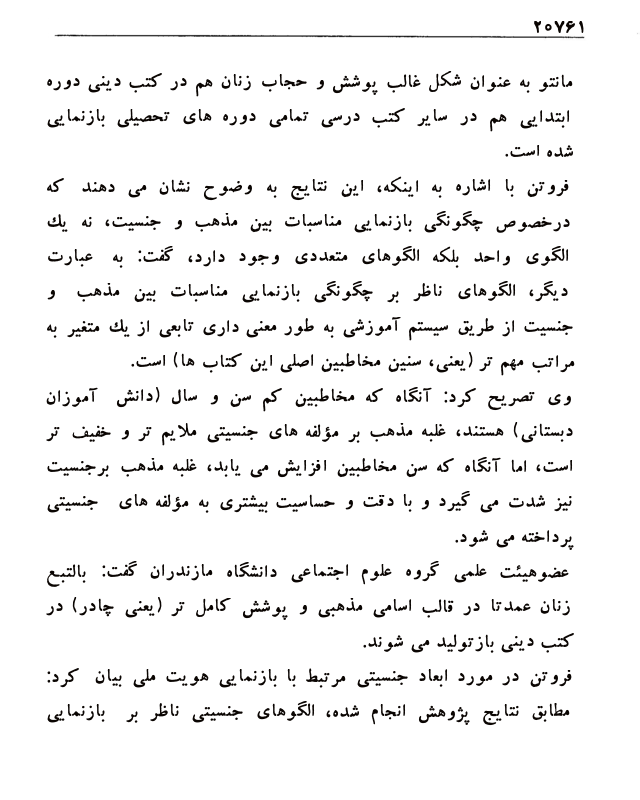 ۲۰۷۶۱
مانتو به عنوان شکل غالب پوشش و حجاب زنان هم در کتب دینی دوره
ابتدایی هم در سایر کتب درسی تمامی دوره های تحصیلی بازنمایی
شده است.
فروتن با اشاره به اینکه، این نتایج به وضوح نشان می دهند که
درخصوص چگونگی بازنمایی مناسبات بین مذهب و جنسیت، نه یك
الگوی واحد بلکه الگوهای متعددی وجود دارد، گفت: به عبارت
دیگر، الگوهای ناظر بر چگونگی بازنمایی مناسبات بین مذهب و
جنسیت از طریق سیستم آموزشی به طور معنی داری تابعی از یك متغیر به
مراتب مهم تر (یعنی، سنین مخاطبین اصلی این کتاب ها) است.
وی تصریح کرد: آنگاه که مخاطبین کم سن و سال (دانش آموزان
دبستانی) هستند، غلبه مذهب بر مؤلفه های جنسیتی ملایم تر و خفیف تر
است، اما آنگاه که سن مخاطبین افزایش می یابد، غلبه مذهب برجنسیت
نیز شدت می گیرد و با دقت و حساسیت بیشتری به مؤلفه های جنسیتی
پرداخته می شود.
عضوهیئت علمی گروه علوم اجتماعی دانشگاه مازندران گفت: بالتبع
زنان عمدتا در قالب اسامی مذهبی و پوشش کامل تر (یعنی چادر) در
کتب دینی بازتولید می شوند.
فروتن در مورد ابعاد جنسیتی مرتبط با بازنمایی هویت ملی بیان کرد:
مطابق نتایج پژوهش انجام شده، الگوهای جنسیتی ناظر بر بازنمایی